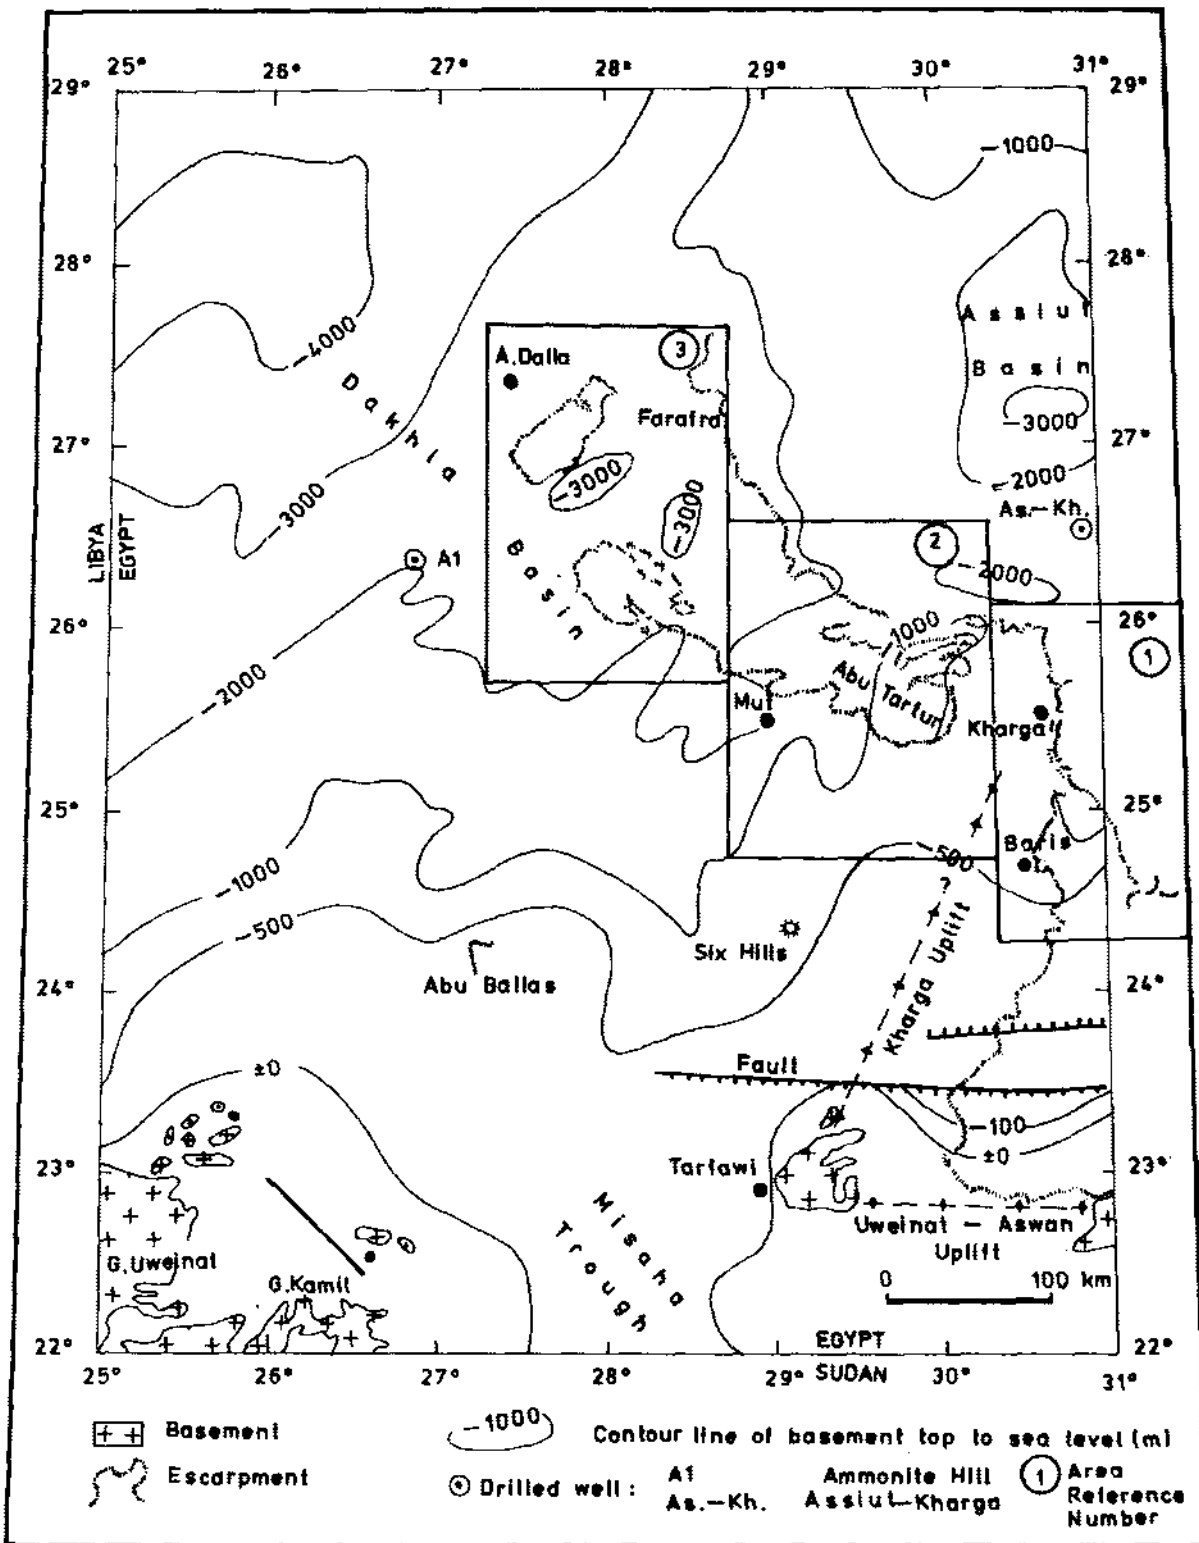 25° 26° 27° 28° 29° 30° 31°
29° 29°
-1000
28° 28°
Assiut
-4000
3
A.Dalla
Basin
Dakhla
Farafra
-3000
27° 27°
-3000
-2000
-3000
-3000
As.-Kh.
LIBYA
EGYPT
A1
2
Basin
-2000
26° 26°
1000
1
-2000
Abu Tartur
Mut
Kharga
25° 25°
Baris
-1000
-500
?
-500
Six Hills
Kharga Uplift
Abu Ballas
24° 24°
Fault
±0
-100
±0
23° 23°
Tarfawi
Misaha
Trough
Uweinat - Aswan
Uplift
G.Uweinat
G.Kamil
0 100 km
22° 22°
EGYPT
SUDAN
25° 26° 27° 28° 29° 30° 31°
Basement
-1000
Contour line of basement top to sea level (m)
Escarpment
Drilled well : A1 Ammonite Hill
As.-Kh. Assiut-Kharga
1 Area
Reference
Number